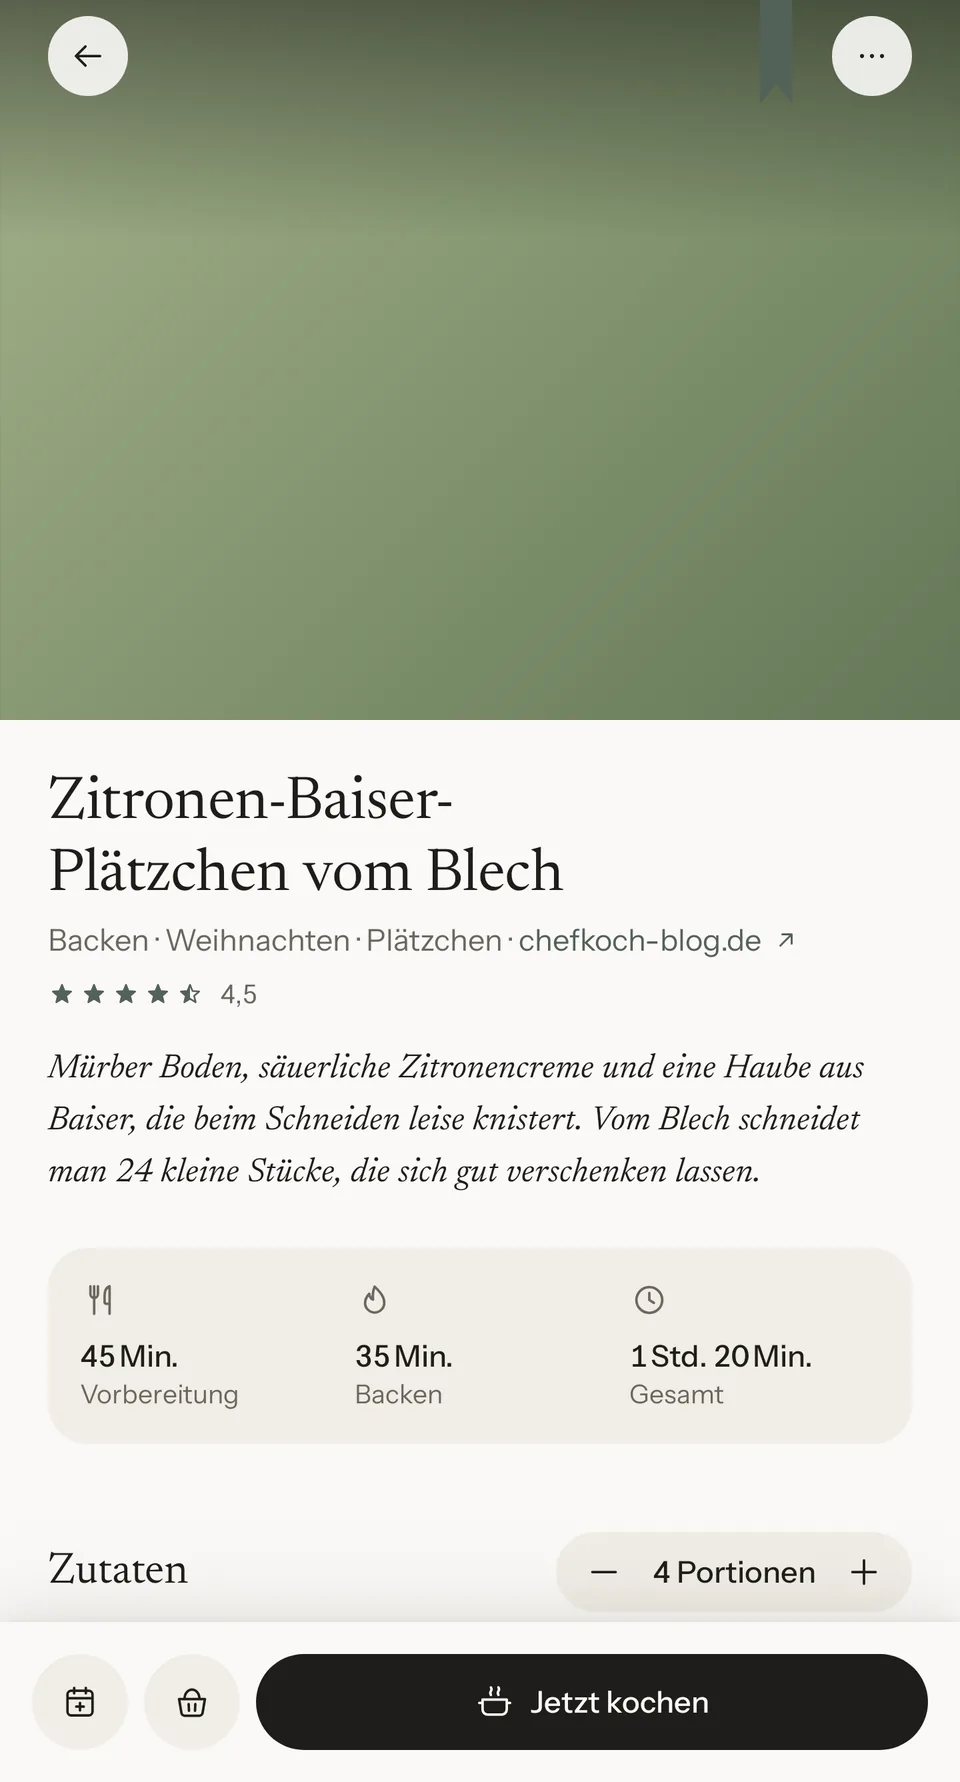 Zitronen-Baiser-
Plätzchen vom Blech
Backen · Weihnachten · Plätzchen · chefkoch-blog.de ↗
4,5
Mürber Boden, säuerliche Zitronencreme und eine Haube aus
Baiser, die beim Schneiden leise knistert. Vom Blech schneidet
man 24 kleine Stücke, die sich gut verschenken lassen.
45 Min.
Vorbereitung
35 Min.
Backen
1 Std. 20 Min.
Gesamt
Zutaten
4 Portionen
Jetzt kochen